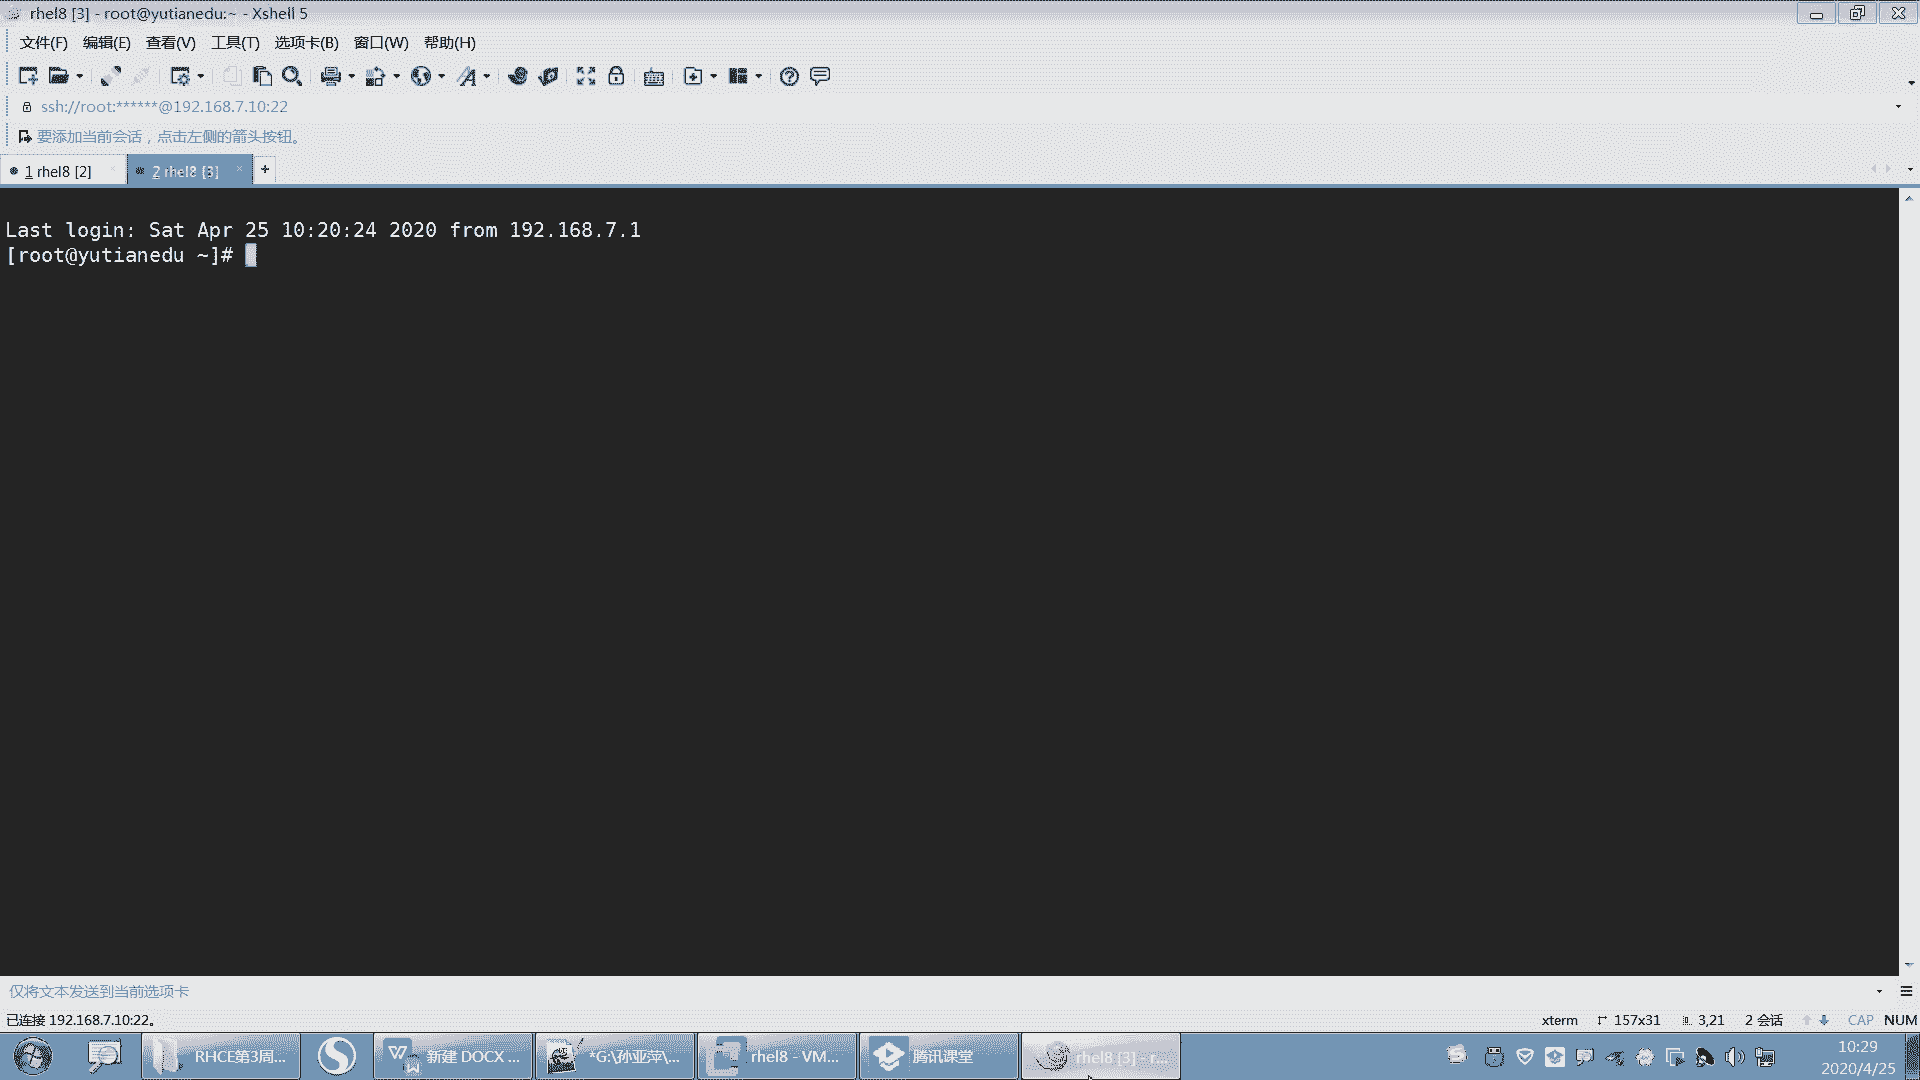 rhel8 [3] - root@yutianedu:~ - Xshell 5
文件(F) 编辑(E) 查看(V) 工具(T) 选项卡(B) 窗口(W) 帮助(H)
ssh://root:******@192.168.7.10:22
要添加当前会话，点击左侧的箭头按钮。
1 rhel8 [2] 2 rhel8 [3] +
Last login: Sat Apr 25 10:20:24 2020 from 192.168.7.1
[root@yutianedu ~]#
仅将文本发送到当前选项卡
已连接 192.168.7.10:22。 xterm 157x31 3,21 2 会话 CAP NUM
RHCE第3周... 新建 DOCX ... *G:\孙亚萍\... rhel8 - VM... 腾讯课堂 rhel8 [3] - r... 10:29
2020/4/25